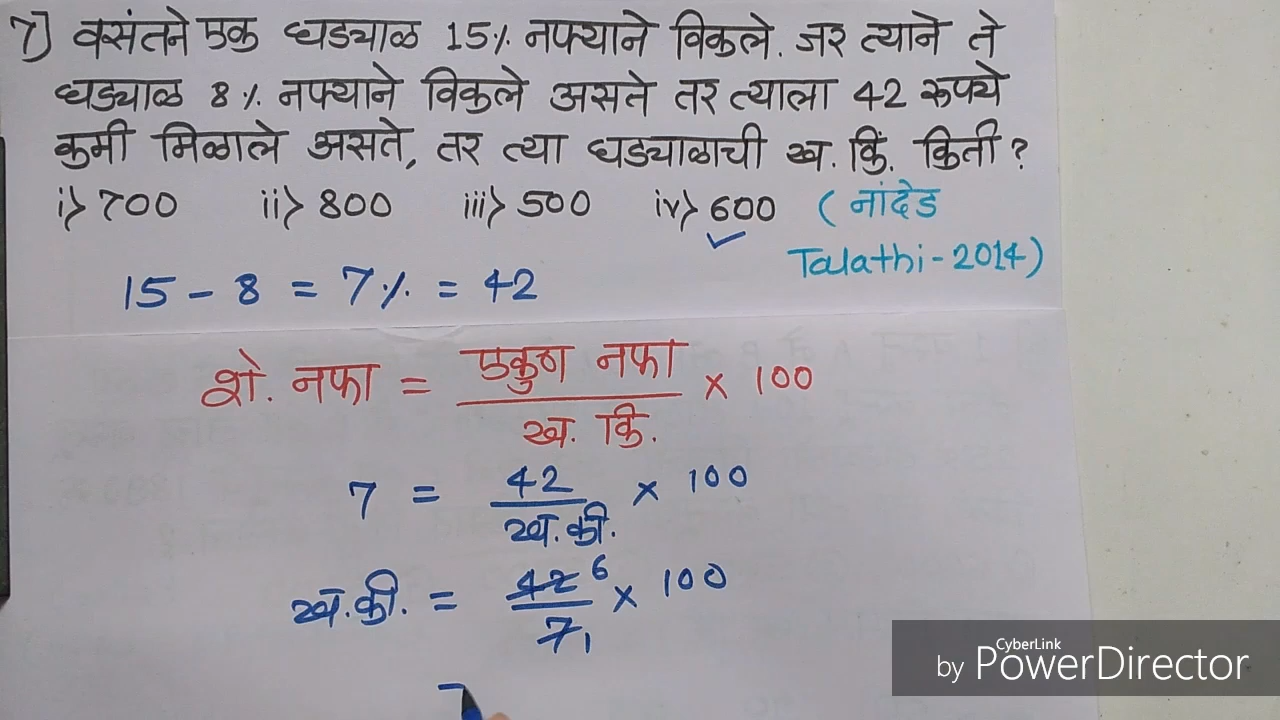 7] वसंतने एक घड्याळ 15% नफ्याने विकले. जर त्याने ते
घड्याळ 8% नफ्याने विकले असते तर त्याला 42 रूपये
कमी मिळाले असते, तर त्या घड्याळाची ख. किं. किती ?
i) 700 ii) 800 iii) 500 iv) 600 (नांदेड
Talathi-2014)
15 - 8 = 7% = 42
शे. नफा = एकुण नफा / ख. कि. × 100
7 = 42 / ख.की. × 100
ख.की. = 42 6 / 7 1 × 100
by CyberLink PowerDirector